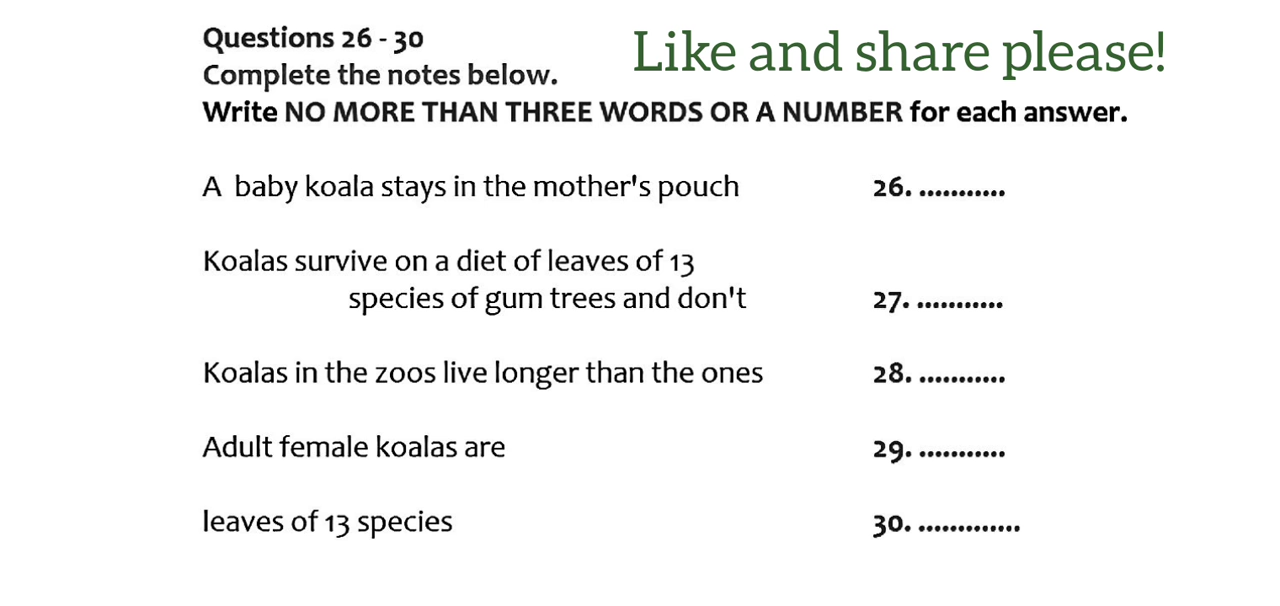 Questions 26 - 30
Like and share please!
Complete the notes below.
Write NO MORE THAN THREE WORDS OR A NUMBER for each answer.
A baby koala stays in the mother's pouch 26. ...........
Koalas survive on a diet of leaves of 13
species of gum trees and don't 27. ...........
Koalas in the zoos live longer than the ones 28. ...........
Adult female koalas are 29. ...........
leaves of 13 species 30. .............